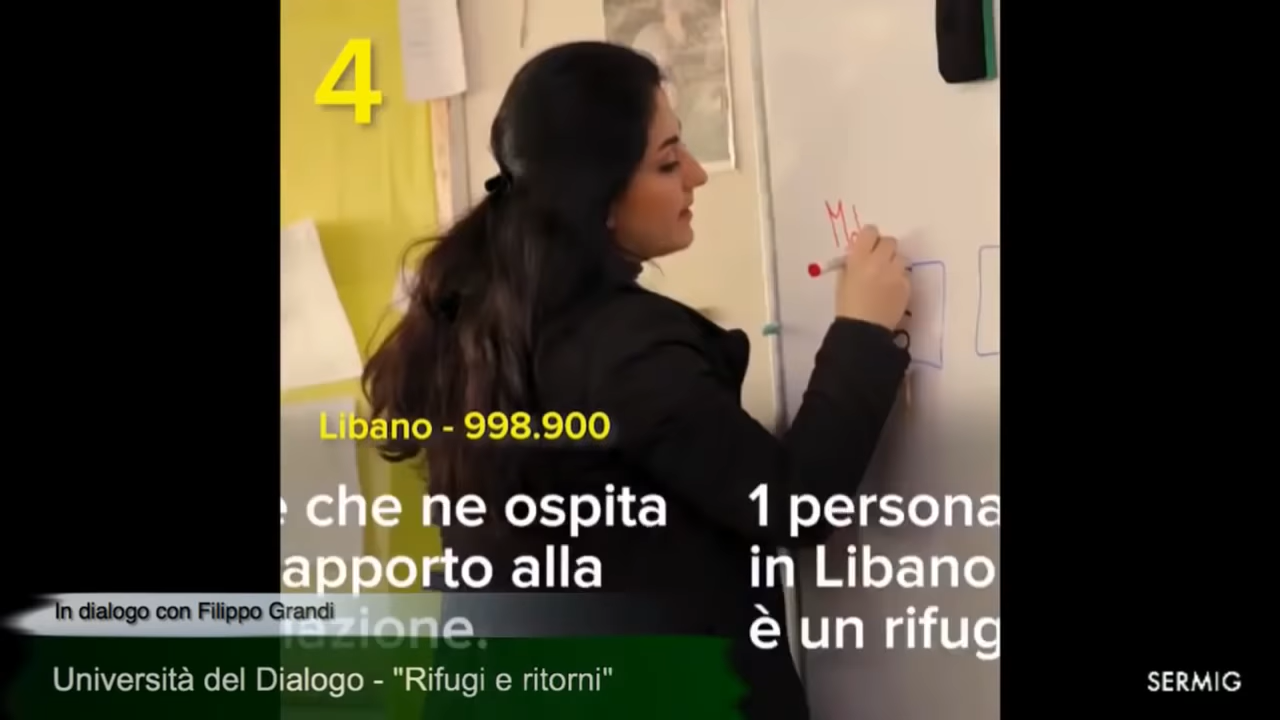 4
Libano - 998.900
che ne ospita
apporto alla
1 persona
in Libano
è un
In dialogo con Filippo Grandi
Università del Dialogo - "Rifugi e ritorni"
SERMIG